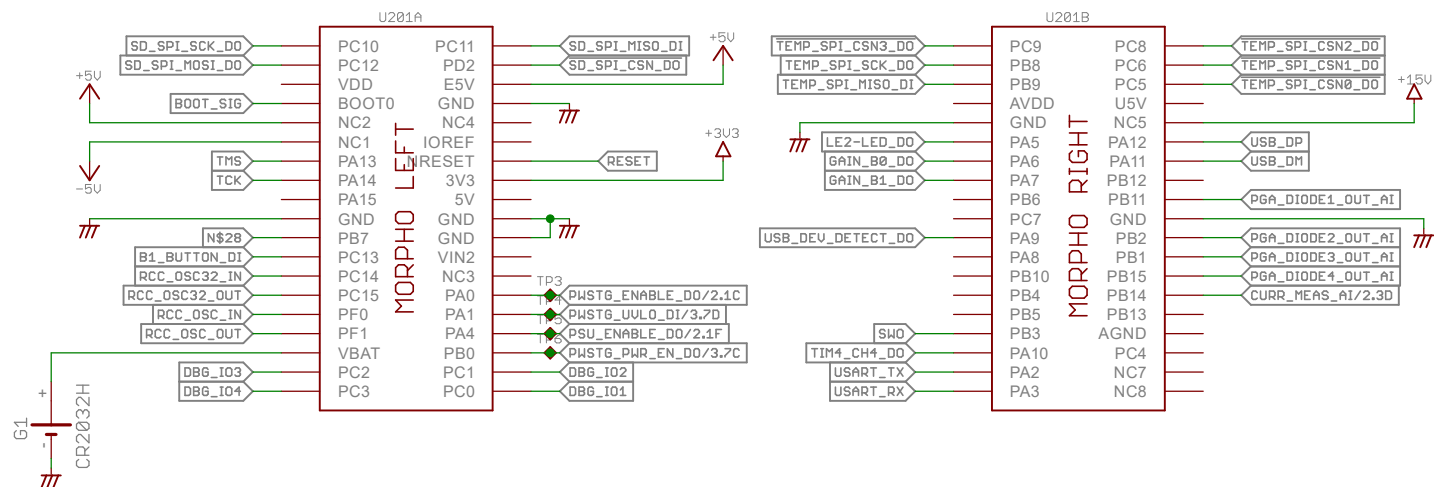 U201A
SD_SPI_SCK_DO PC10 PC11 SD_SPI_MISO_DI
SD_SPI_MOSI_DO PC12 PD2 SD_SPI_CSN_DO
+5V VDD E5V +5V
BOOT_SIG BOOT0 GND
NC2 NC4
NC1 IOREF
TMS PA13 NRESET RESET
-5V TCK PA14 3V3 +3V3
PA15 5V
GND GND
N$28 PB7 GND
B1_BUTTON_DI PC13 VIN2
RCC_OSC32_IN PC14 NC3
TP3
RCC_OSC32_OUT PC15 PA0 PWSTG_ENABLE_DO/2.1C
TP4
RCC_OSC_IN PF0 PA1 PWSTG_UVLO_DI/3.7D
TP5
RCC_OSC_OUT PF1 PA4 PSU_ENABLE_DO/2.1F
TP6
VBAT PB0 PWSTG_PWR_EN_DO/3.7C
DBG_IO3 PC2 PC1 DBG_IO2
DBG_IO4 PC3 PC0 DBG_IO1
MORPHO LEFT
G1
+
-
CR2032H
U201B
TEMP_SPI_CSN3_DO PC9 PC8 TEMP_SPI_CSN2_DO
TEMP_SPI_SCK_DO PB8 PC6 TEMP_SPI_CSN1_DO
TEMP_SPI_MISO_DI PB9 PC5 TEMP_SPI_CSN0_DO
AVDD U5V +15V
GND NC5
LE2-LED_DO PA5 PA12 USB_DP
GAIN_B0_DO PA6 PA11 USB_DM
GAIN_B1_DO PA7 PB12
PB6 PB11 PGA_DIODE1_OUT_AI
PC7 GND
USB_DEV_DETECT_DO PA9 PB2 PGA_DIODE2_OUT_AI
PA8 PB1 PGA_DIODE3_OUT_AI
PB10 PB15 PGA_DIODE4_OUT_AI
PB4 PB14 CURR_MEAS_AI/2.3D
PB5 PB13
SWO PB3 AGND
TIM4_CH4_DO PA10 PC4
USART_TX PA2 NC7
USART_RX PA3 NC8
MORPHO RIGHT